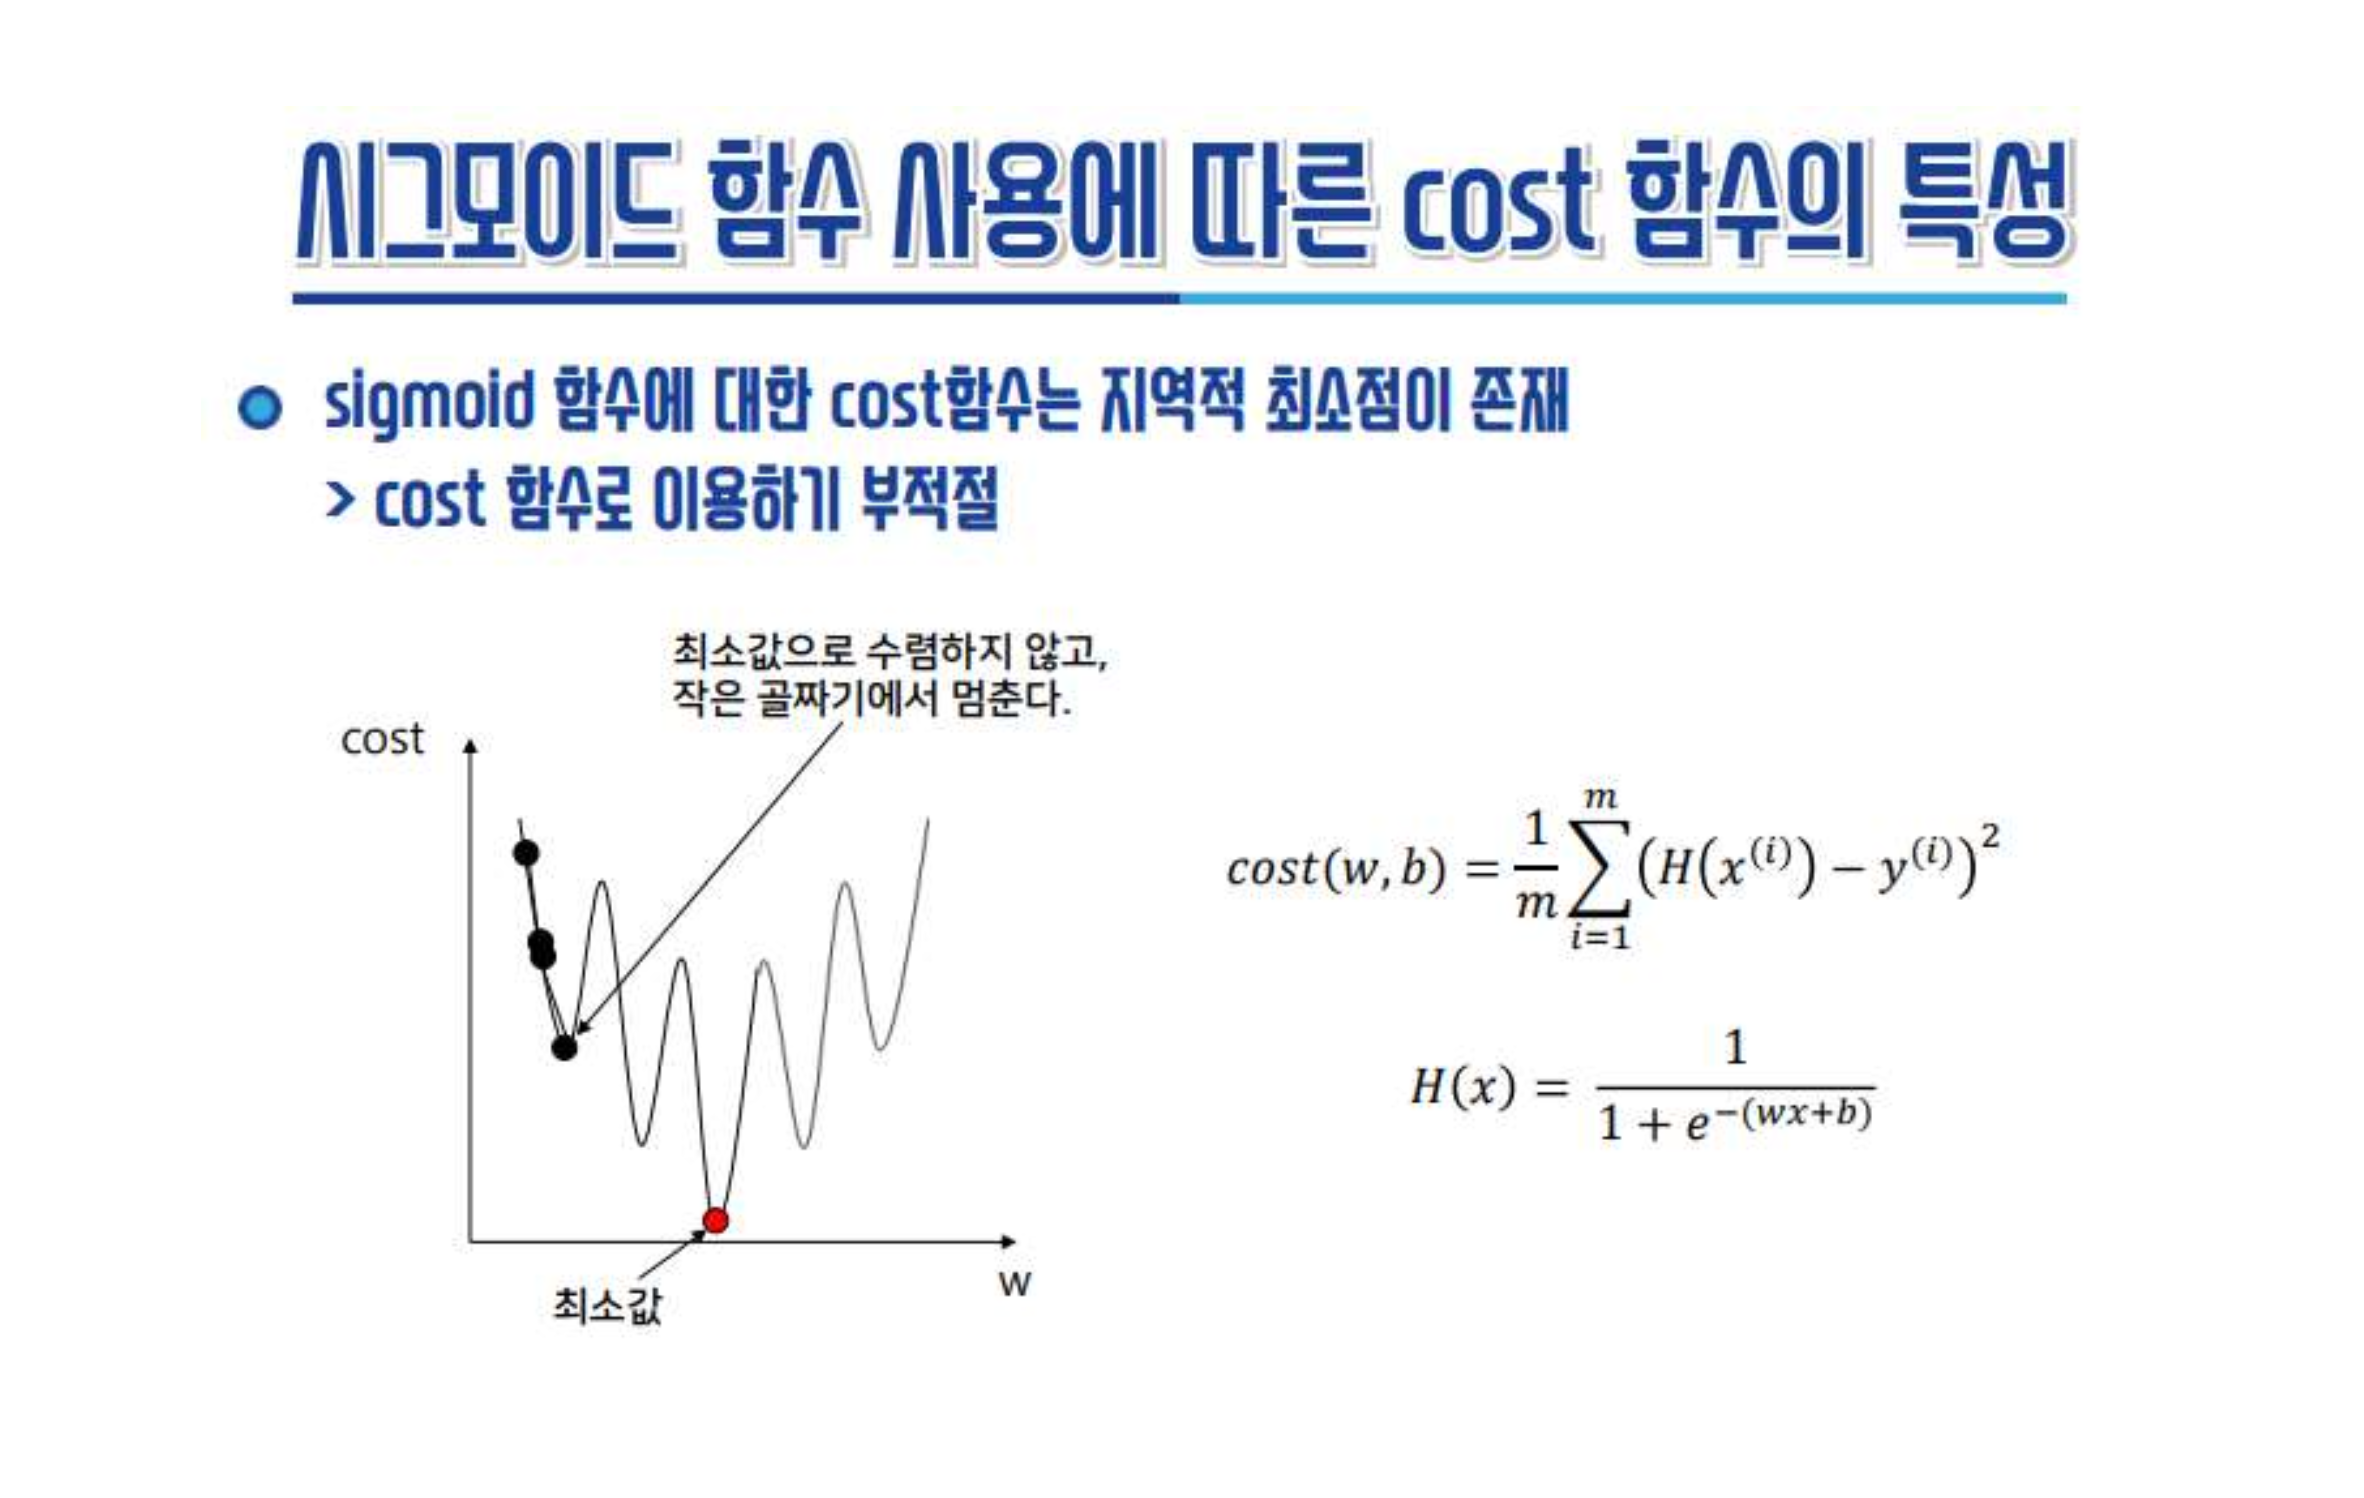 시그모이드 함수 사용에 따른 cost 함수의 특성
sigmoid 함수에 대한 cost함수는 지역적 최소점이 존재
> cost 함수로 이용하기 부적절
최소값으로 수렴하지 않고,
작은 골짜기에서 멈춘다.
cost
w
최소값
cost(w, b) = \frac{1}{m} \sum_{i=1}^{m} (H(x^{(i)}) − y^{(i)})^2
H(x) = \frac{1}{1 + e^{−(wx+b)}}